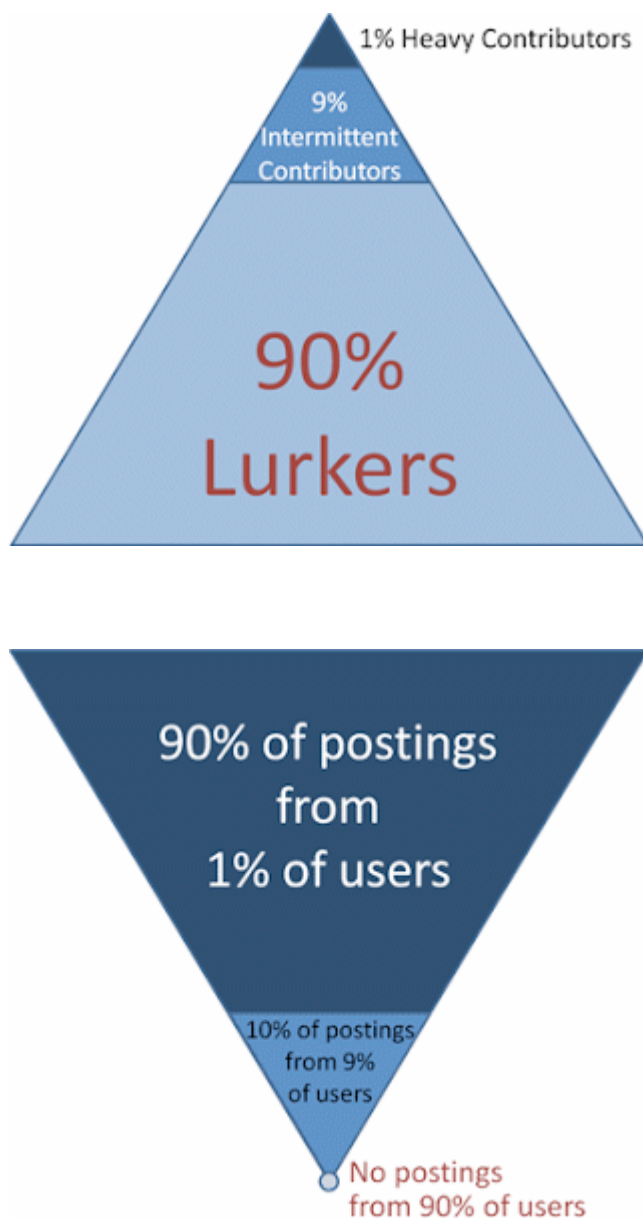 1% Heavy Contributors
9%
Intermittent
Contributors
90%
Lurkers
90% of postings
from
1% of users
10% of postings
from 9%
of users
No postings
from 90% of users